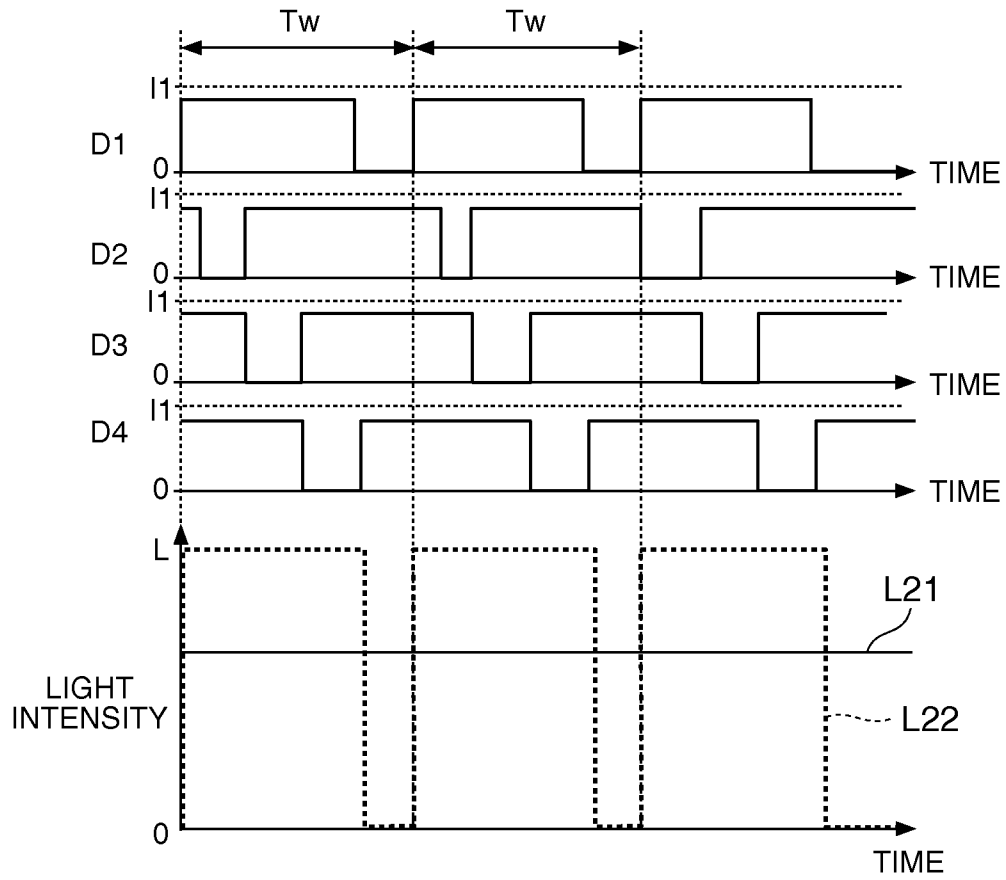 Tw Tw
I1
D1
0 TIME
I1
D2
0 TIME
I1
D3
0 TIME
I1
D4
0 TIME
L
L21
LIGHT
INTENSITY
L22
0
TIME